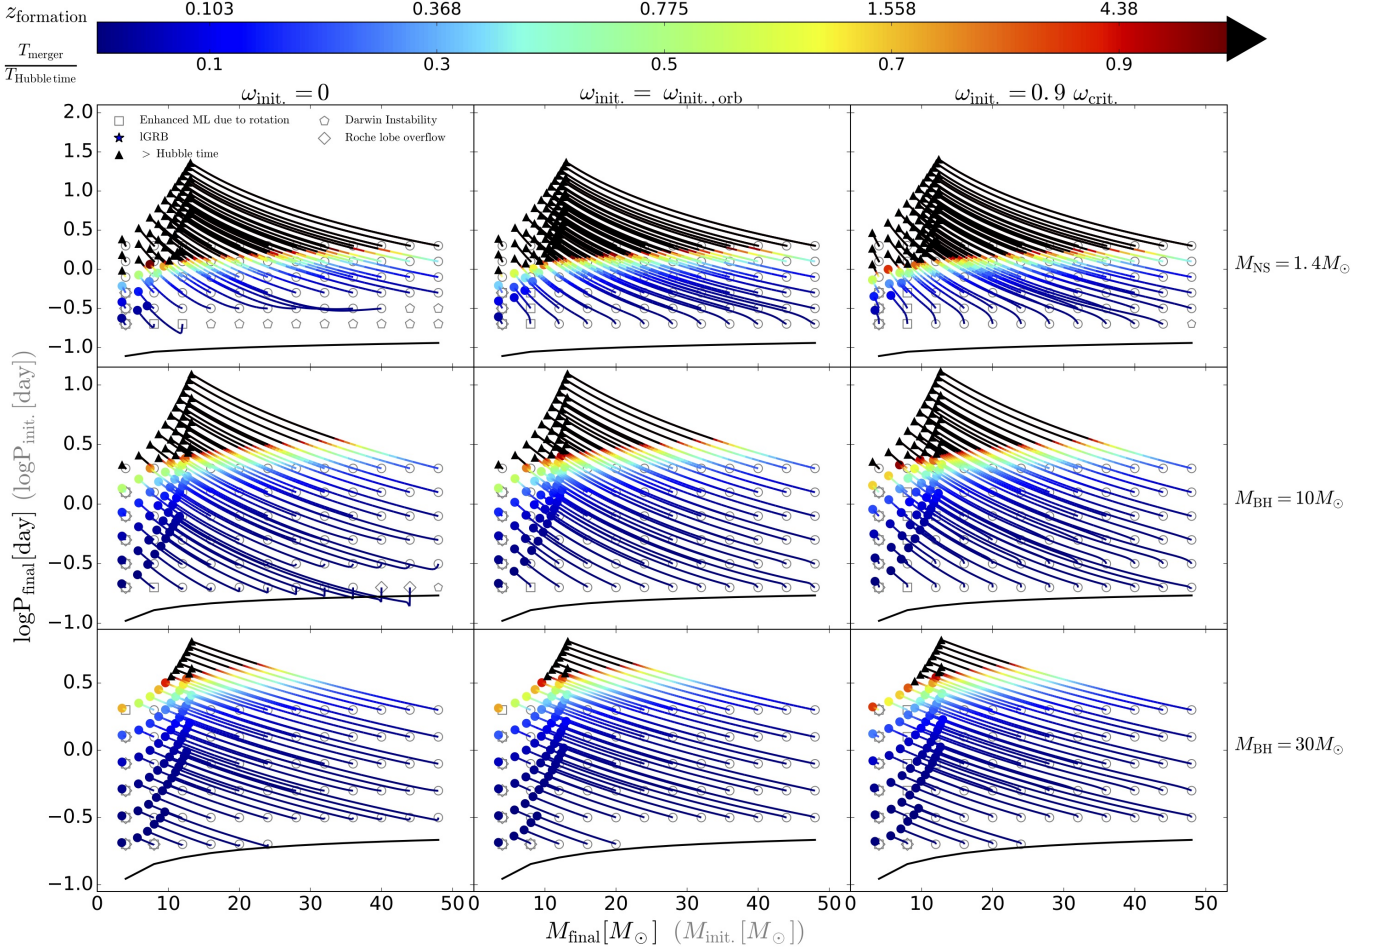 z_formation 0.103 0.368 0.775 1.558 4.38
T_merger / T_Hubble time 0.1 0.3 0.5 0.7 0.9
ω_init. = 0 ω_init. = ω_init.,orb ω_init. = 0.9 ω_crit.
□ Enhanced ML due to rotation ⬠ Darwin Instability
★ lGRB ◇ Roche lobe overflow
▲ > Hubble time
2.0
1.5
1.0
0.5
0.0
−0.5
−1.0
M_NS = 1.4M_⊙
1.0
0.5
0.0
−0.5
−1.0
M_BH = 10M_⊙
0.5
0.0
−0.5
−1.0
M_BH = 30M_⊙
logP_final[day] (logP_init.[day])
0 10 20 30 40 50 0 10 20 30 40 50 0 10 20 30 40 50
M_final[M_⊙] (M_init.[M_⊙])